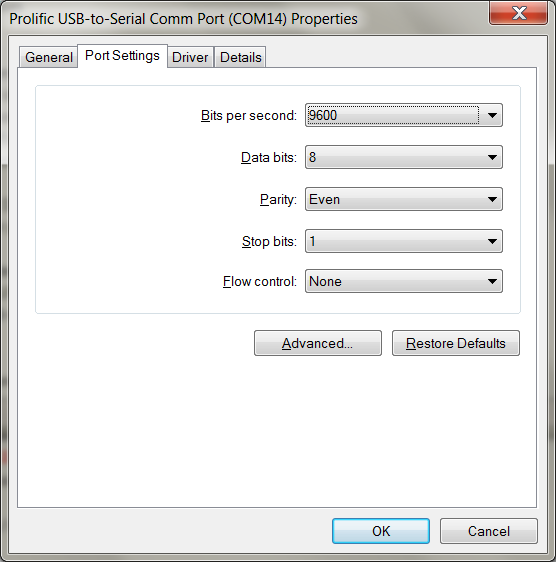 Prolific USB-to-Serial Comm Port (COM14) Properties
General Port Settings Driver Details
Bits per second: 9600
Data bits: 8
Parity: Even
Stop bits: 1
Flow control: None
Advanced... Restore Defaults
OK Cancel